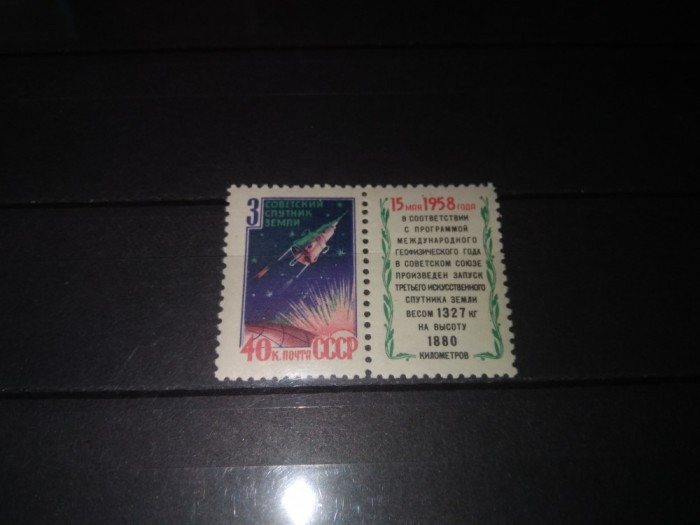 3 СОВЕТСКИЙ
СПУТНИК
ЗЕМЛИ
40 К. ПОЧТА СССР
15 МАЯ 1958 ГОДА
В СООТВЕТСТВИИ
С ПРОГРАММОЙ
МЕЖДУНАРОДНОГО
ГЕОФИЗИЧЕСКОГО ГОДА
В СОВЕТСКОМ СОЮЗЕ
ПРОИЗВЕДЕН ЗАПУСК
ТРЕТЬЕГО ИСКУССТВЕННОГО
СПУТНИКА ЗЕМЛИ
ВЕСОМ 1327 КГ
НА ВЫСОТУ
1880
КИЛОМЕТРОВ